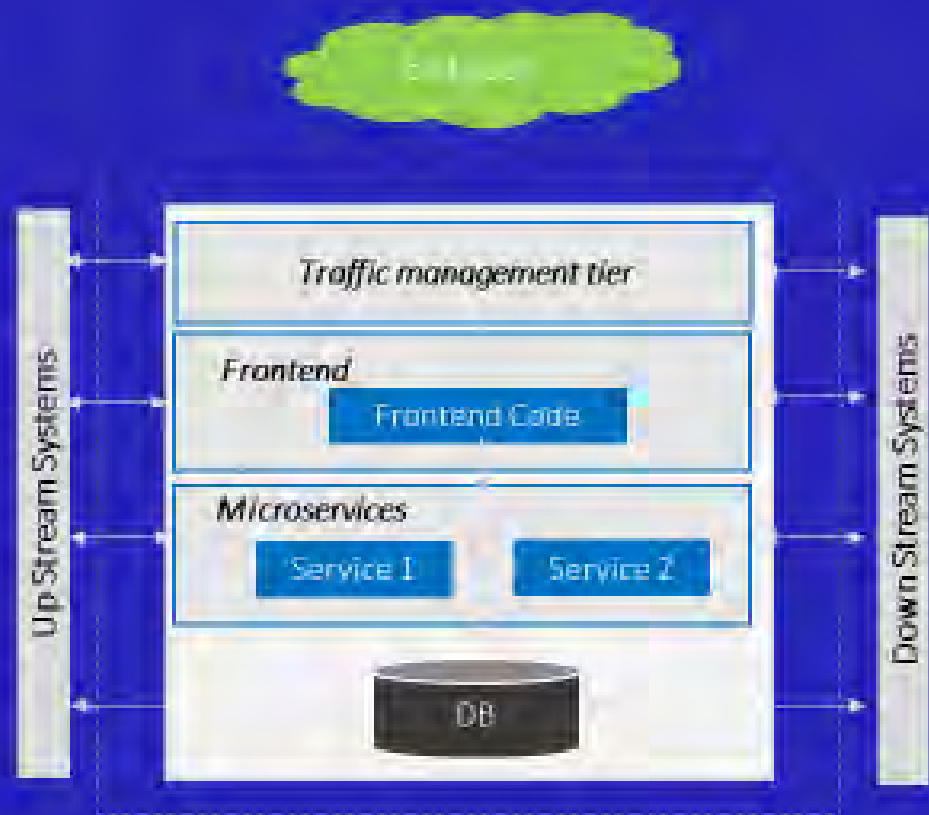 Traffic management tier
Frontend
Frontend Code
Microservices
Service 1
Service 2
DB
Up Stream Systems
Down Stream Systems